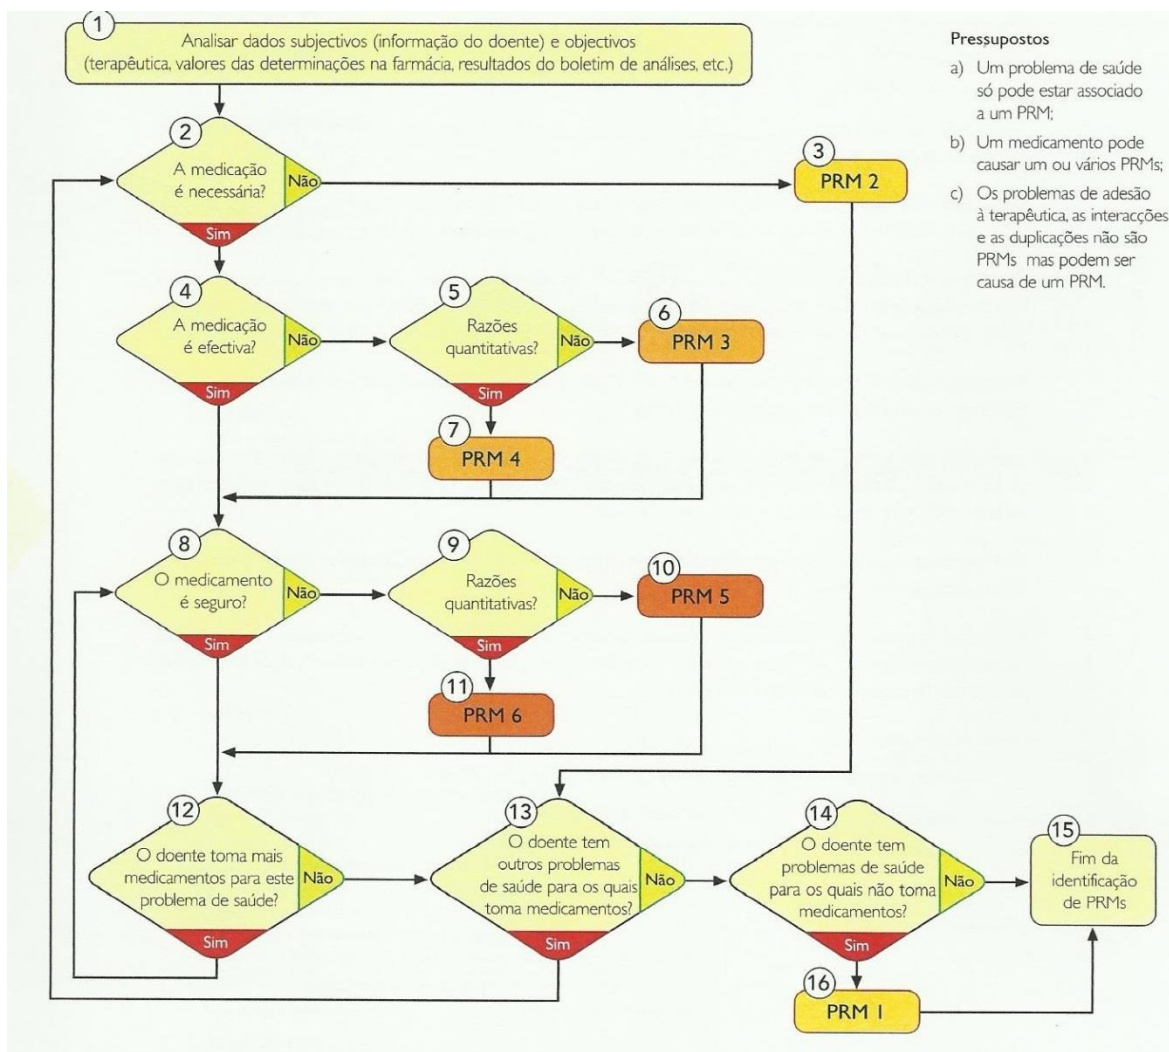 1
Analisar dados subjectivos (informação do doente) e objectivos
(terapêutica, valores das determinações na farmácia, resultados do boletim de análises, etc.)
Pressupostos
a) Um problema de saúde
só pode estar associado
a um PRM;
b) Um medicamento pode
causar um ou vários PRMs;
c) Os problemas de adesão
à terapêutica, as interacções
e as duplicações não são
PRMs mas podem ser
causa de um PRM.
2
A medicação
é necessária?
Não
Sim
3
PRM 2
4
A medicação
é efectiva?
Não
Sim
5
Razões
quantitativas?
Não
Sim
6
PRM 3
7
PRM 4
8
O medicamento
é seguro?
Não
Sim
9
Razões
quantitativas?
Não
Sim
10
PRM 5
11
PRM 6
12
O doente toma mais
medicamentos para este
problema de saúde?
Não
Sim
13
O doente tem
outros problemas
de saúde para os quais
toma medicamentos?
Não
Sim
14
O doente tem
problemas de saúde
para os quais não toma
medicamentos?
Não
Sim
15
Fim da
identificação
de PRMs
16
PRM 1